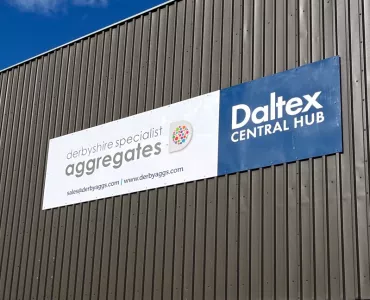 derbyshire specialist
aggregates
sales@derbyaggs.com | www.derbyaggs.com
Daltex
CENTRAL HUB